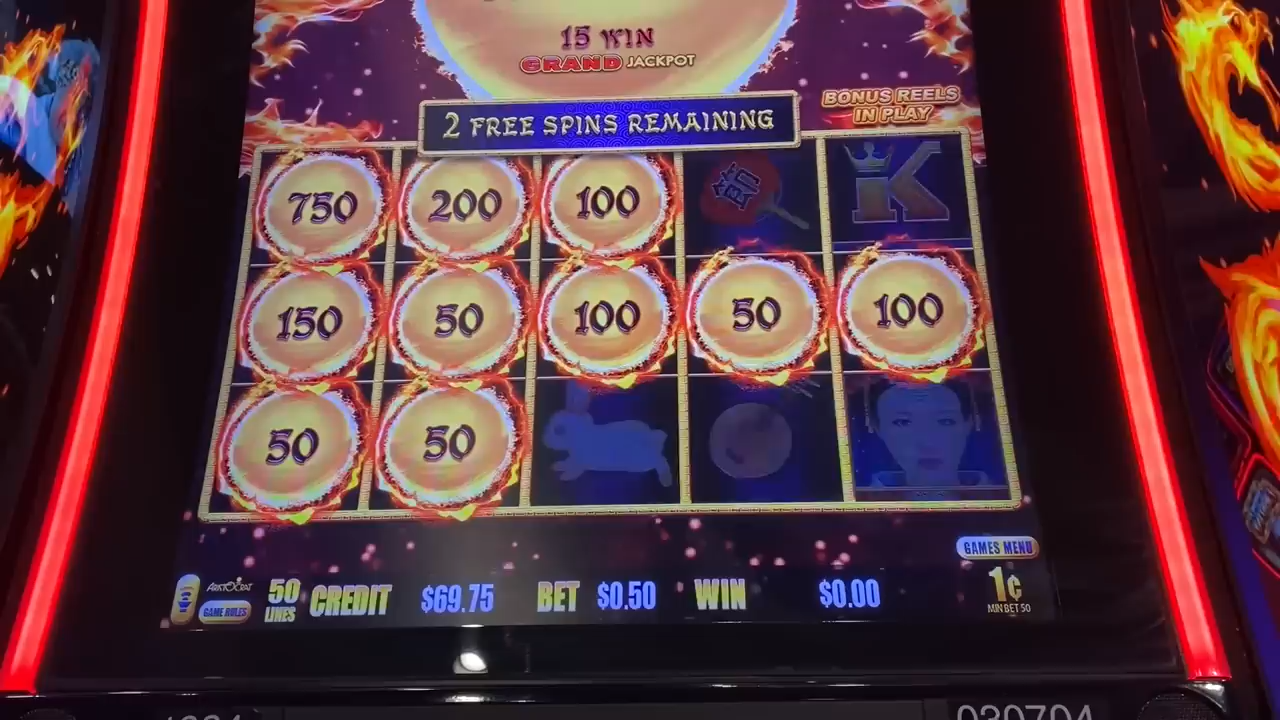 15 WIN
GRAND JACKPOT
2 FREE SPINS REMAINING
BONUS REELS
IN PLAY
750 200 100 K
150 50 100 50 100
50 50
GAMES MENU
ARISTOCRAT
GAME RULES
50
LINES
CREDIT $69.75 BET $0.50 WIN $0.00
1¢
MIN BET 50